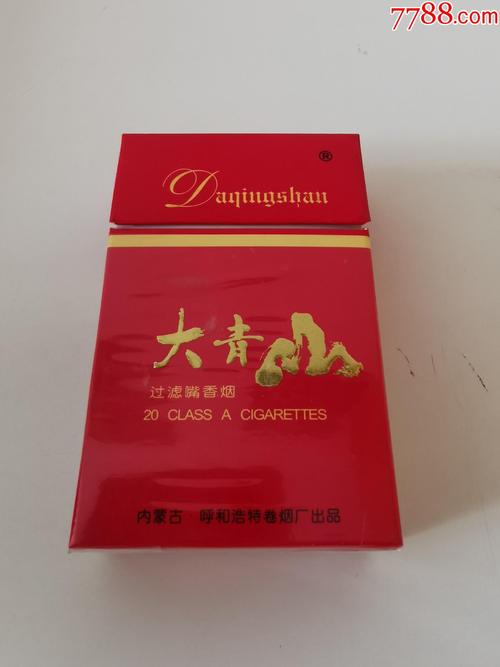 7788.com
®
Daqingshan
大青山
过滤嘴香烟
20 CLASS A CIGARETTES
内蒙古·呼和浩特卷烟厂出品